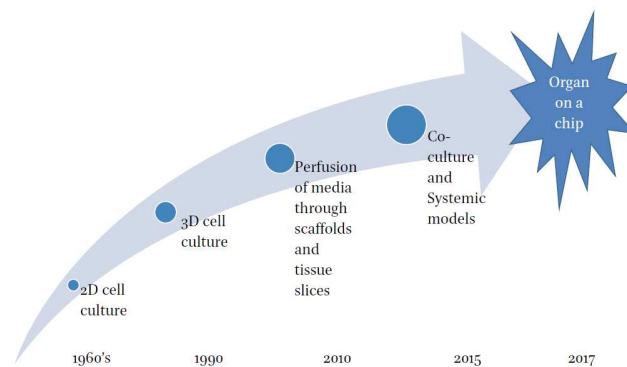 2D cell
culture
3D cell
culture
Perfusion
of media
through
scaffolds
and
tissue
slices
Co-
culture
and
Systemic
models
Organ
on a
chip
1960's
1990
2010
2015
2017